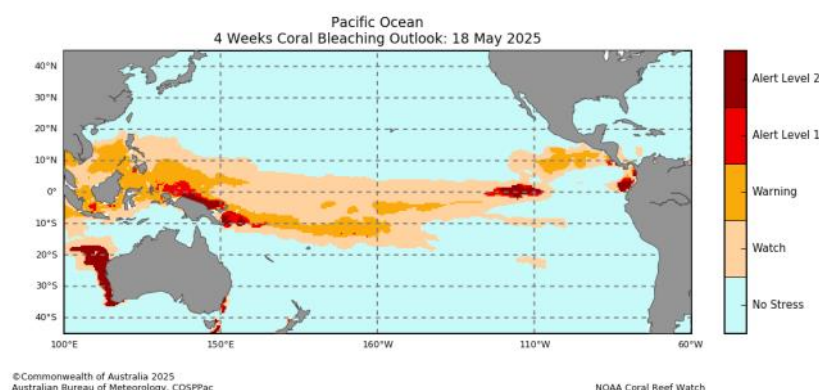 Pacific Ocean
4 Weeks Coral Bleaching Outlook: 18 May 2025
40°N
30°N
20°N
10°N
0°
10°S
20°S
30°S
40°S
100°E
150°E
160°W
110°W
60°W
Alert Level 2
Alert Level 1
Warning
Watch
No Stress
©Commonwealth of Australia 2025
Australian Bureau of Meteorology, COSPPac
NOAA Coral Reef Watch